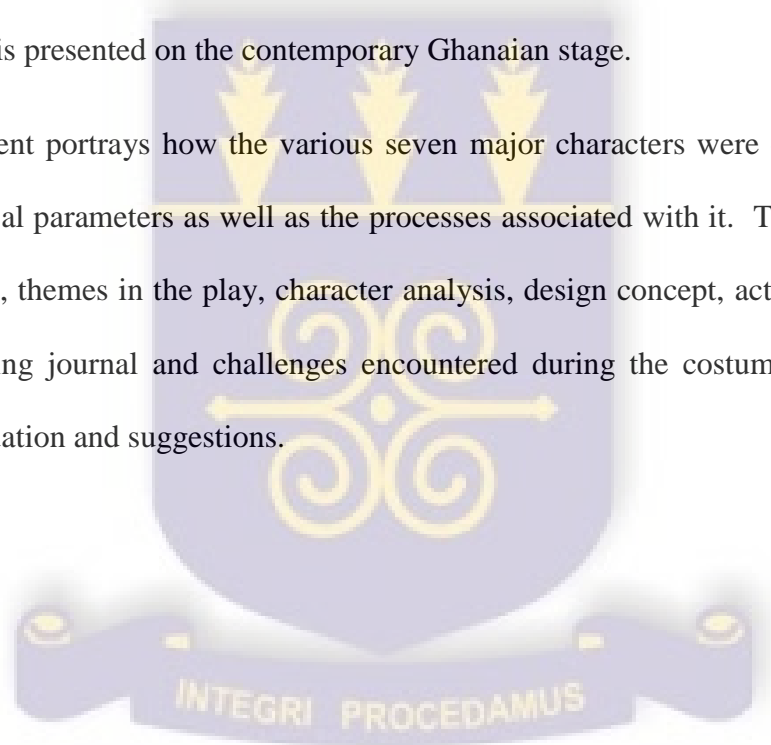 is presented on the contemporary Ghanaian stage.
ent portrays how the various seven major characters were
al parameters as well as the processes associated with it. T
, themes in the play, character analysis, design concept, act
ing journal and challenges encountered during the costum
ation and suggestions.
INTEGRI PROCEDAMUS